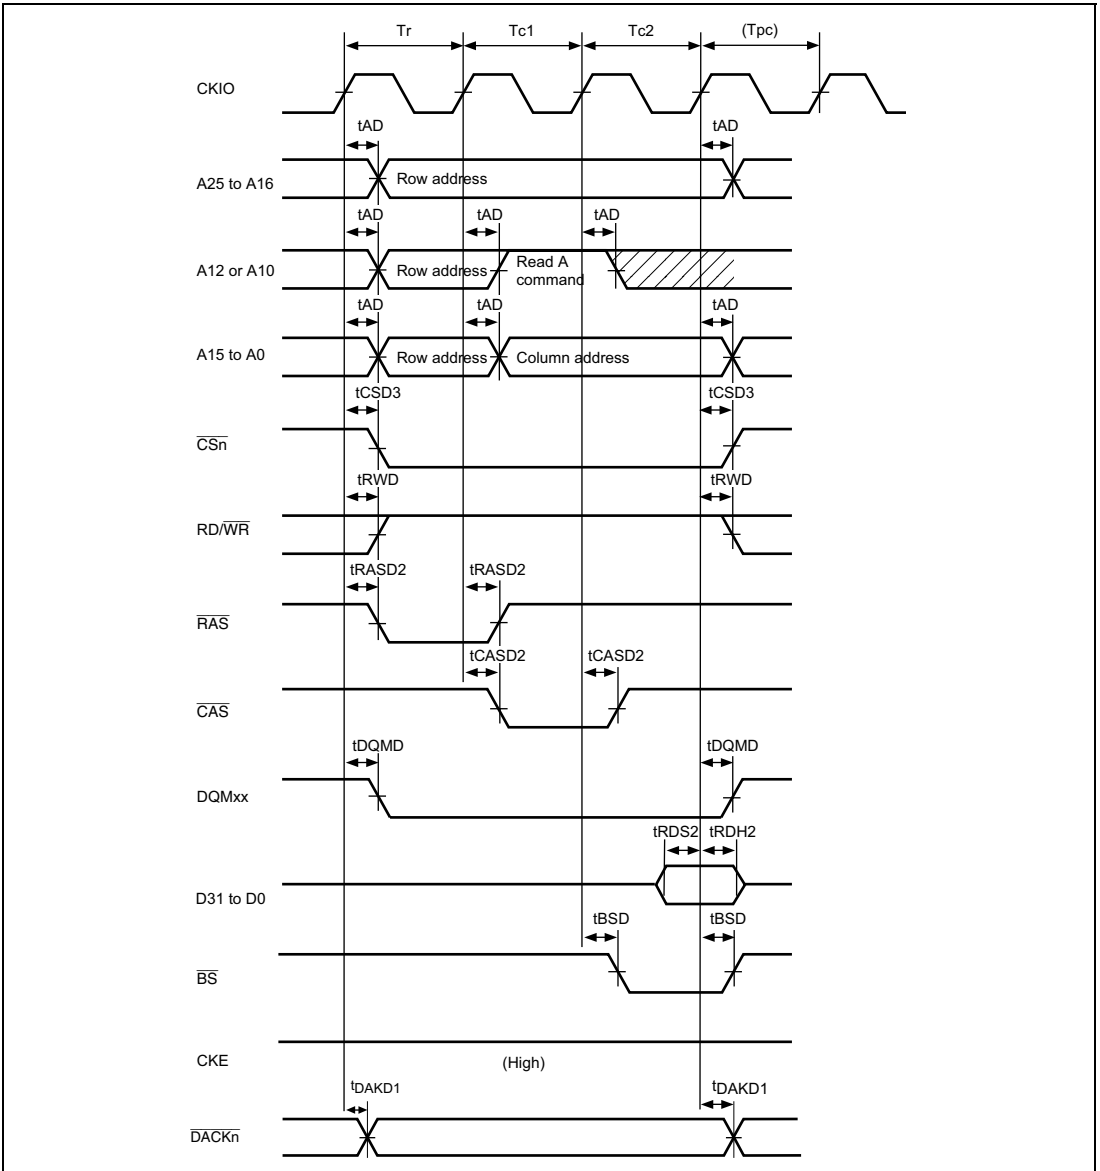 Tr Tc1 Tc2 (Tpc)
CKIO
tAD tAD
A25 to A16 Row address
tAD tAD tAD
A12 or A10 Row address Read A command
tAD tAD tAD
A15 to A0 Row address Column address
tCSD3 tCSD3
CSn
tRWD tRWD
RD/WR
tRASD2 tRASD2
RAS
tCASD2 tCASD2
CAS
tDQMD tDQMD
DQMxx
tRDS2 tRDH2
D31 to D0
tBSD tBSD
BS
CKE (High)
tDAKD1 tDAKD1
DACKn